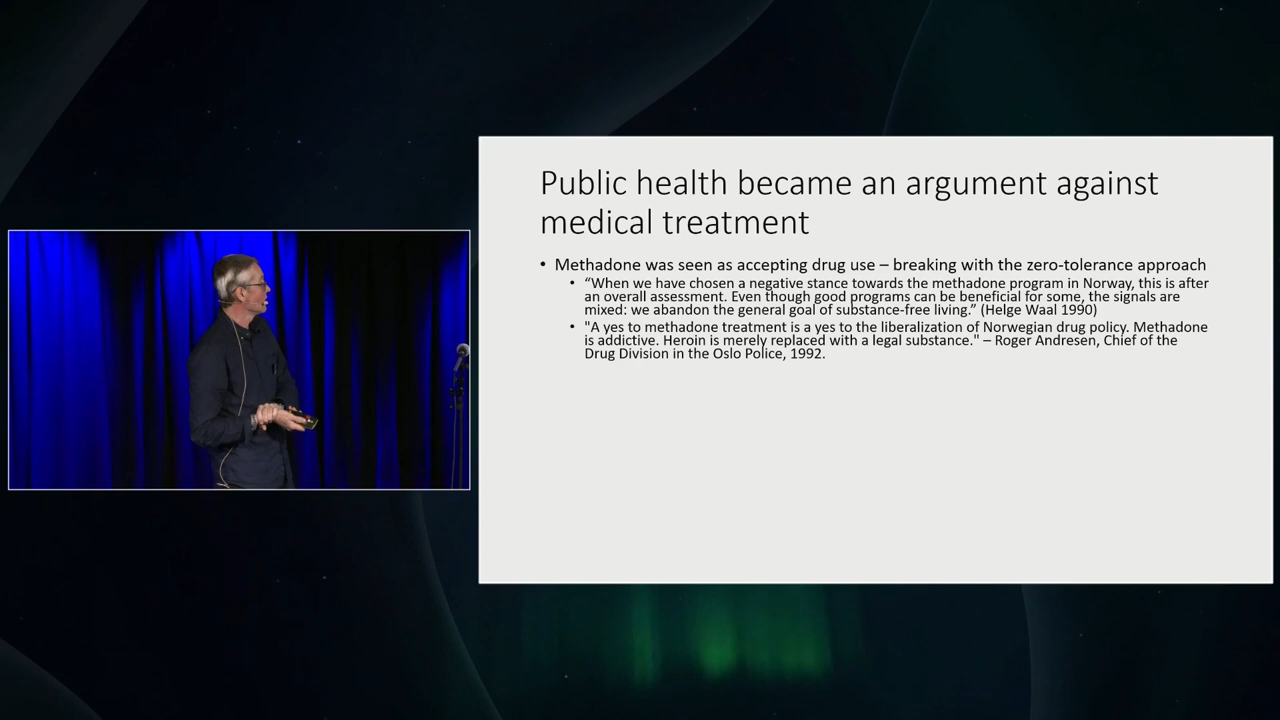 Public health became an argument against
medical treatment
• Methadone was seen as accepting drug use – breaking with the zero-tolerance approach
• “When we have chosen a negative stance towards the methadone program in Norway, this is after
an overall assessment. Even though good programs can be beneficial for some, the signals are
mixed: we abandon the general goal of substance-free living.” (Helge Waal 1990)
• "A yes to methadone treatment is a yes to the liberalization of Norwegian drug policy. Methadone
is addictive. Heroin is merely replaced with a legal substance." – Roger Andresen, Chief of the
Drug Division in the Oslo Police, 1992.